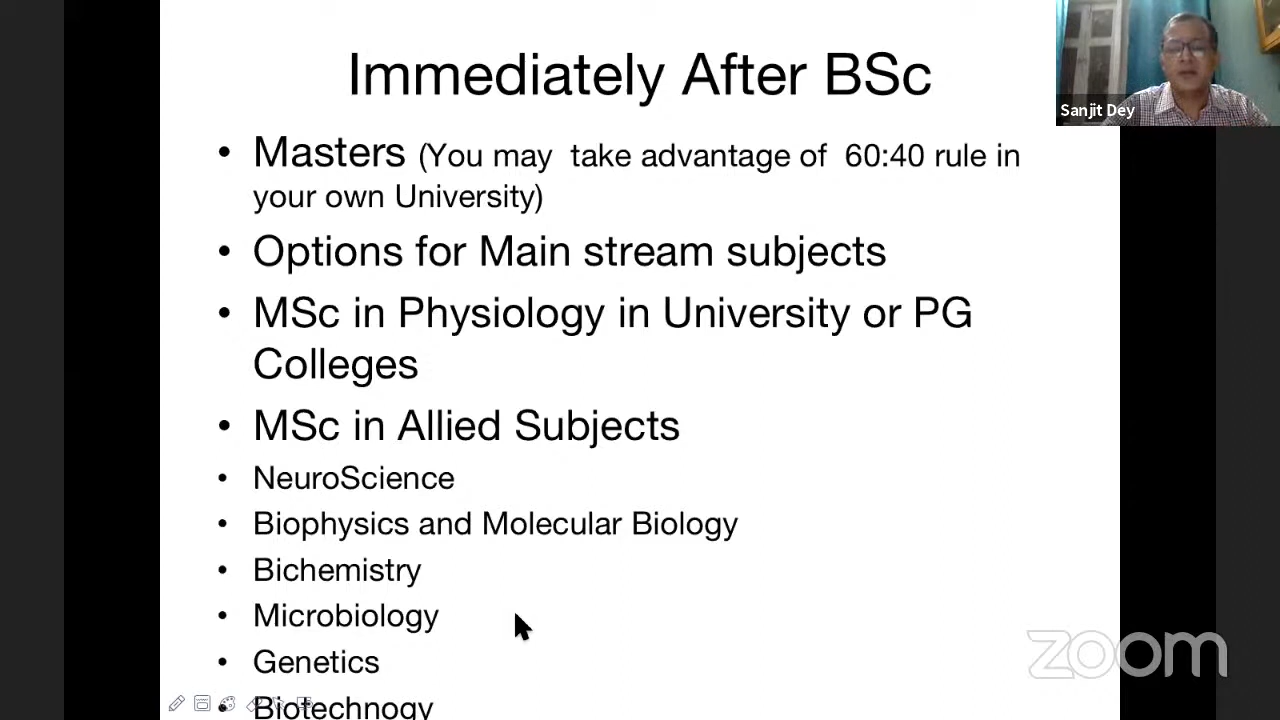 Immediately After BSc
• Masters (You may take advantage of 60:40 rule in
your own University)
• Options for Main stream subjects
• MSc in Physiology in University or PG
Colleges
• MSc in Allied Subjects
• NeuroScience
• Biophysics and Molecular Biology
• Bichemistry
• Microbiology
• Genetics
• Biotechnogy
Sanjit Dey
zoom